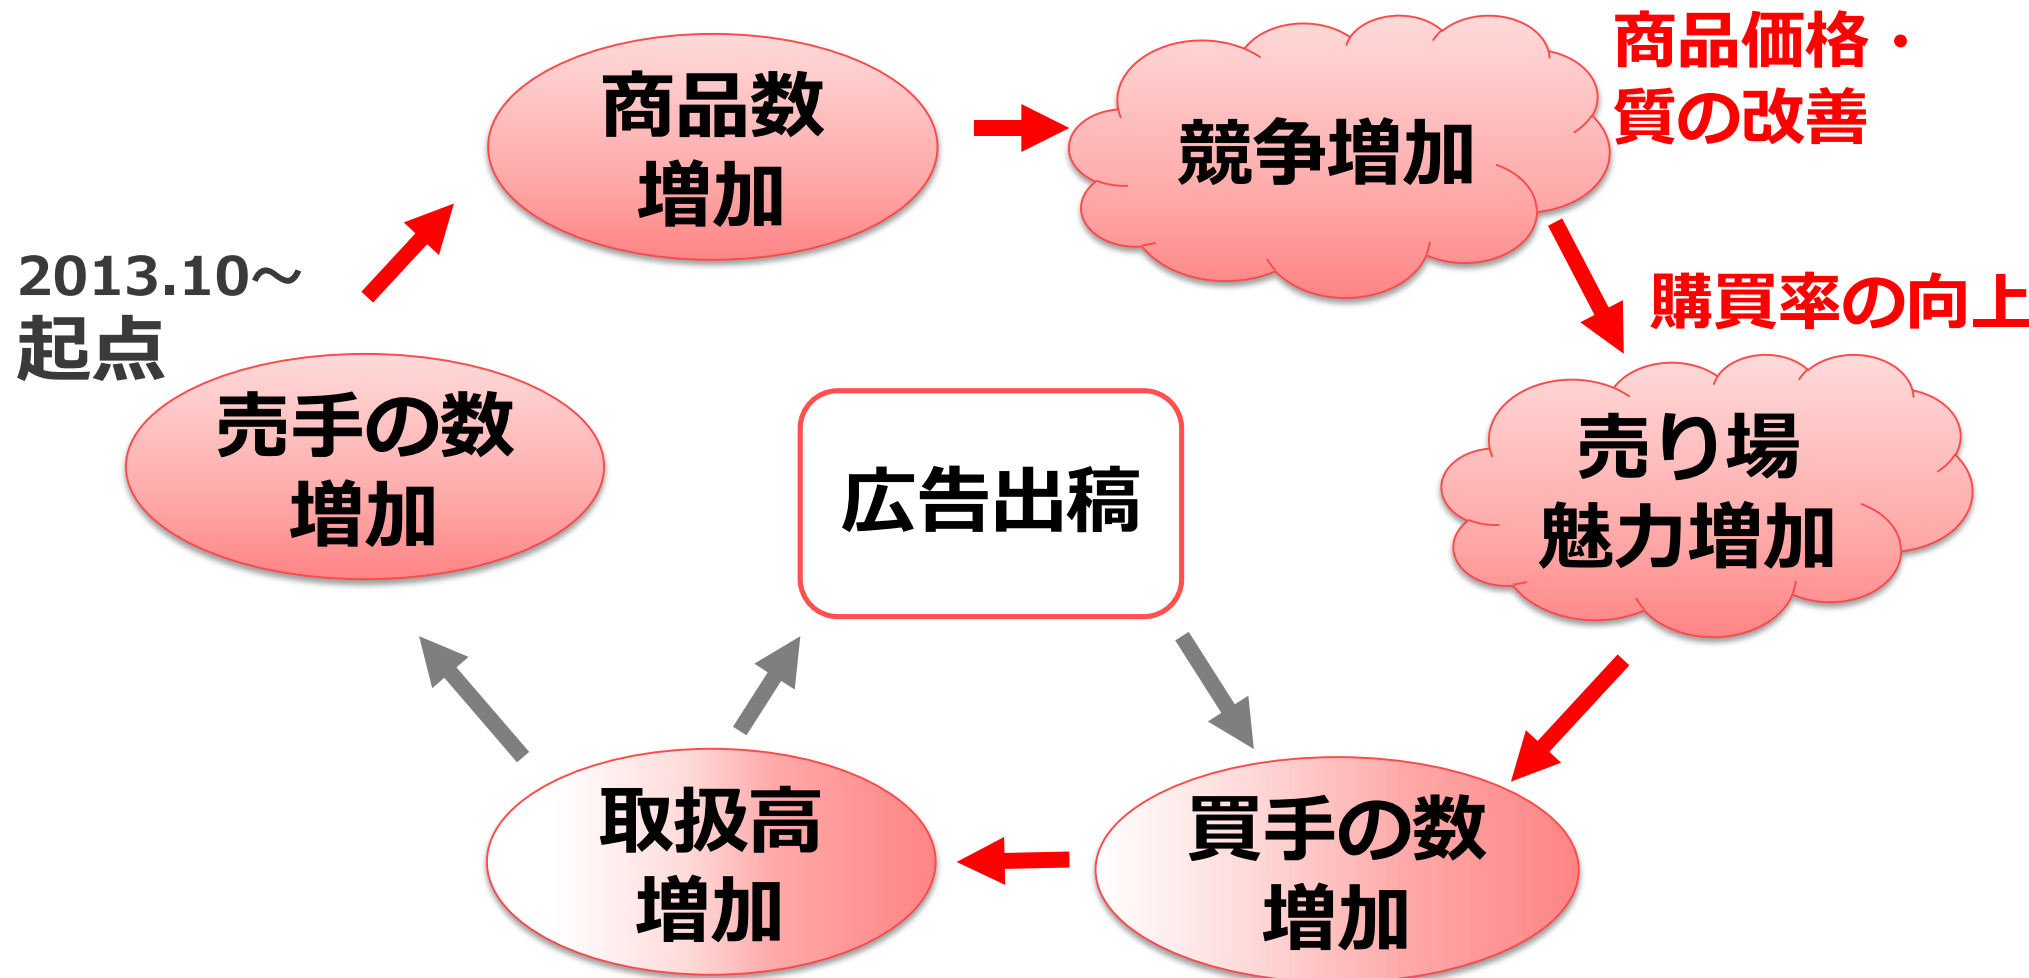 商品数
増加
競争増加
商品価格・
質の改善
2013.10～
起点
購買率の向上
売手の数
増加
広告出稿
売り場
魅力増加
取扱高
増加
買手の数
増加